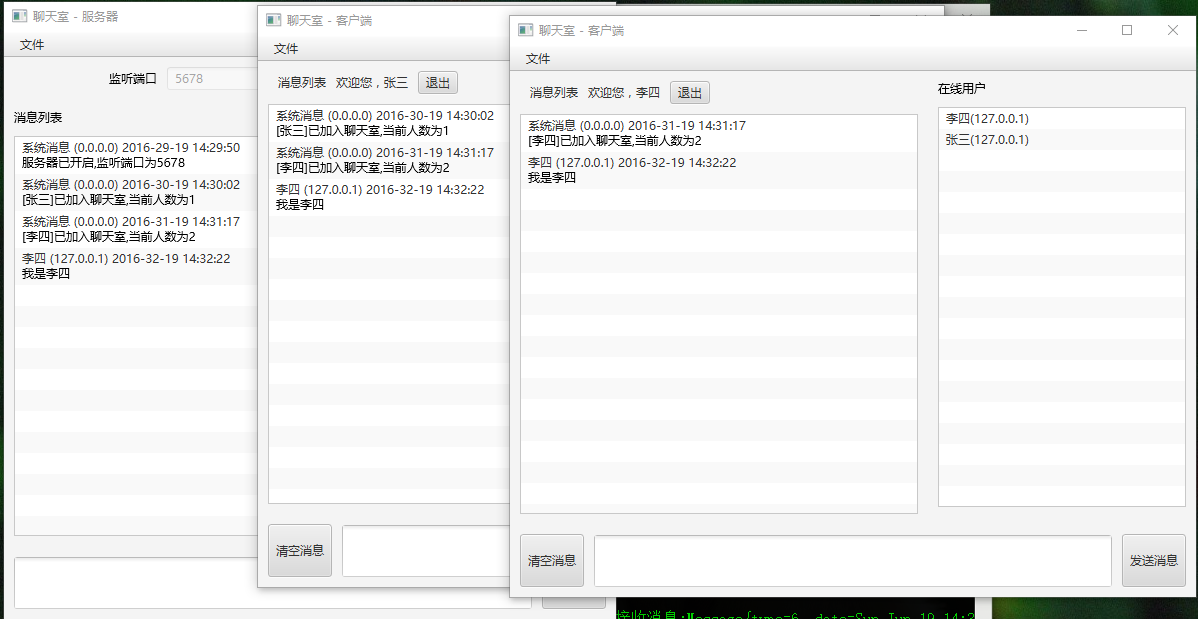 聊天室 - 服务器
文件
监听端口 5678
消息列表
系统消息 (0.0.0.0) 2016-29-19 14:29:50
服务器已开启,监听端口为5678
系统消息 (0.0.0.0) 2016-30-19 14:30:02
[张三]已加入聊天室,当前人数为1
系统消息 (0.0.0.0) 2016-31-19 14:31:17
[李四]已加入聊天室,当前人数为2
李四 (127.0.0.1) 2016-32-19 14:32:22
我是李四
聊天室 - 客户端
文件
消息列表 欢迎您，张三 退出
系统消息 (0.0.0.0) 2016-30-19 14:30:02
[张三]已加入聊天室,当前人数为1
系统消息 (0.0.0.0) 2016-31-19 14:31:17
[李四]已加入聊天室,当前人数为2
李四 (127.0.0.1) 2016-32-19 14:32:22
我是李四
清空消息
聊天室 - 客户端
文件
消息列表 欢迎您，李四 退出
系统消息 (0.0.0.0) 2016-31-19 14:31:17
[李四]已加入聊天室,当前人数为2
李四 (127.0.0.1) 2016-32-19 14:32:22
我是李四
在线用户
李四(127.0.0.1)
张三(127.0.0.1)
清空消息
发送消息
接收消息:Message{type=6, date=Sun Jun 19 14:3